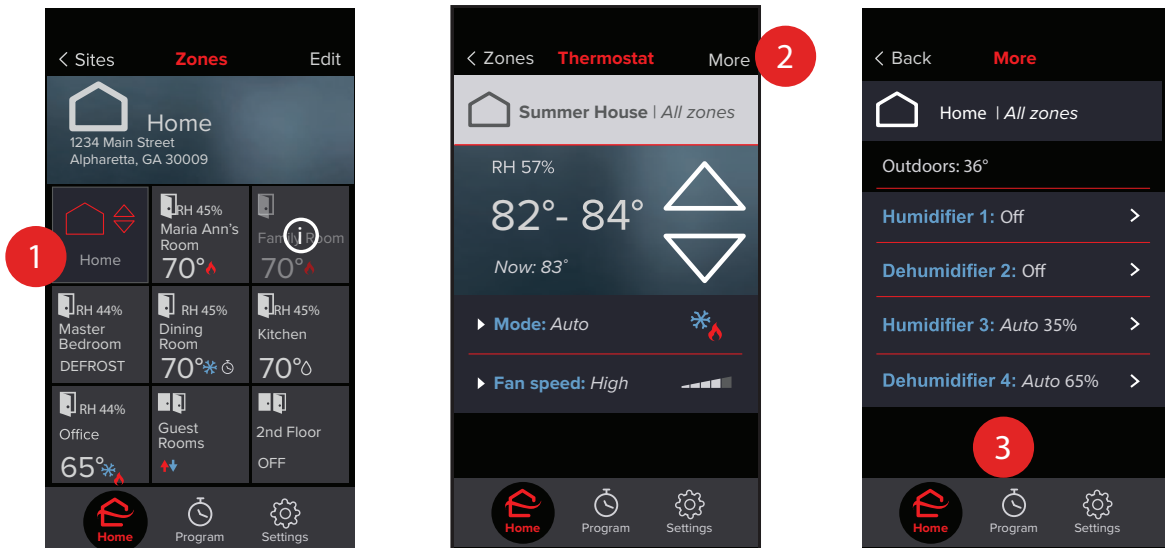 < Sites Zones Edit
Home
1234 Main Street
Alpharetta, GA 30009
1
Home
RH 45%
Maria Ann's
Room
70°
i
Family Room
70°
RH 44%
Master
Bedroom
DEFROST
RH 45%
Dining
Room
70°
RH 45%
Kitchen
70°
RH 44%
Office
65°
Guest
Rooms
2nd Floor
OFF
Home Program Settings
< Zones Thermostat More
2
Summer House | All zones
RH 57%
82°- 84°
Now: 83°
Mode: Auto
Fan speed: High
Home Program Settings
< Back More
Home | All zones
Outdoors: 36°
Humidifier 1: Off >
Dehumidifier 2: Off >
Humidifier 3: Auto 35% >
Dehumidifier 4: Auto 65% >
3
Home Program Settings